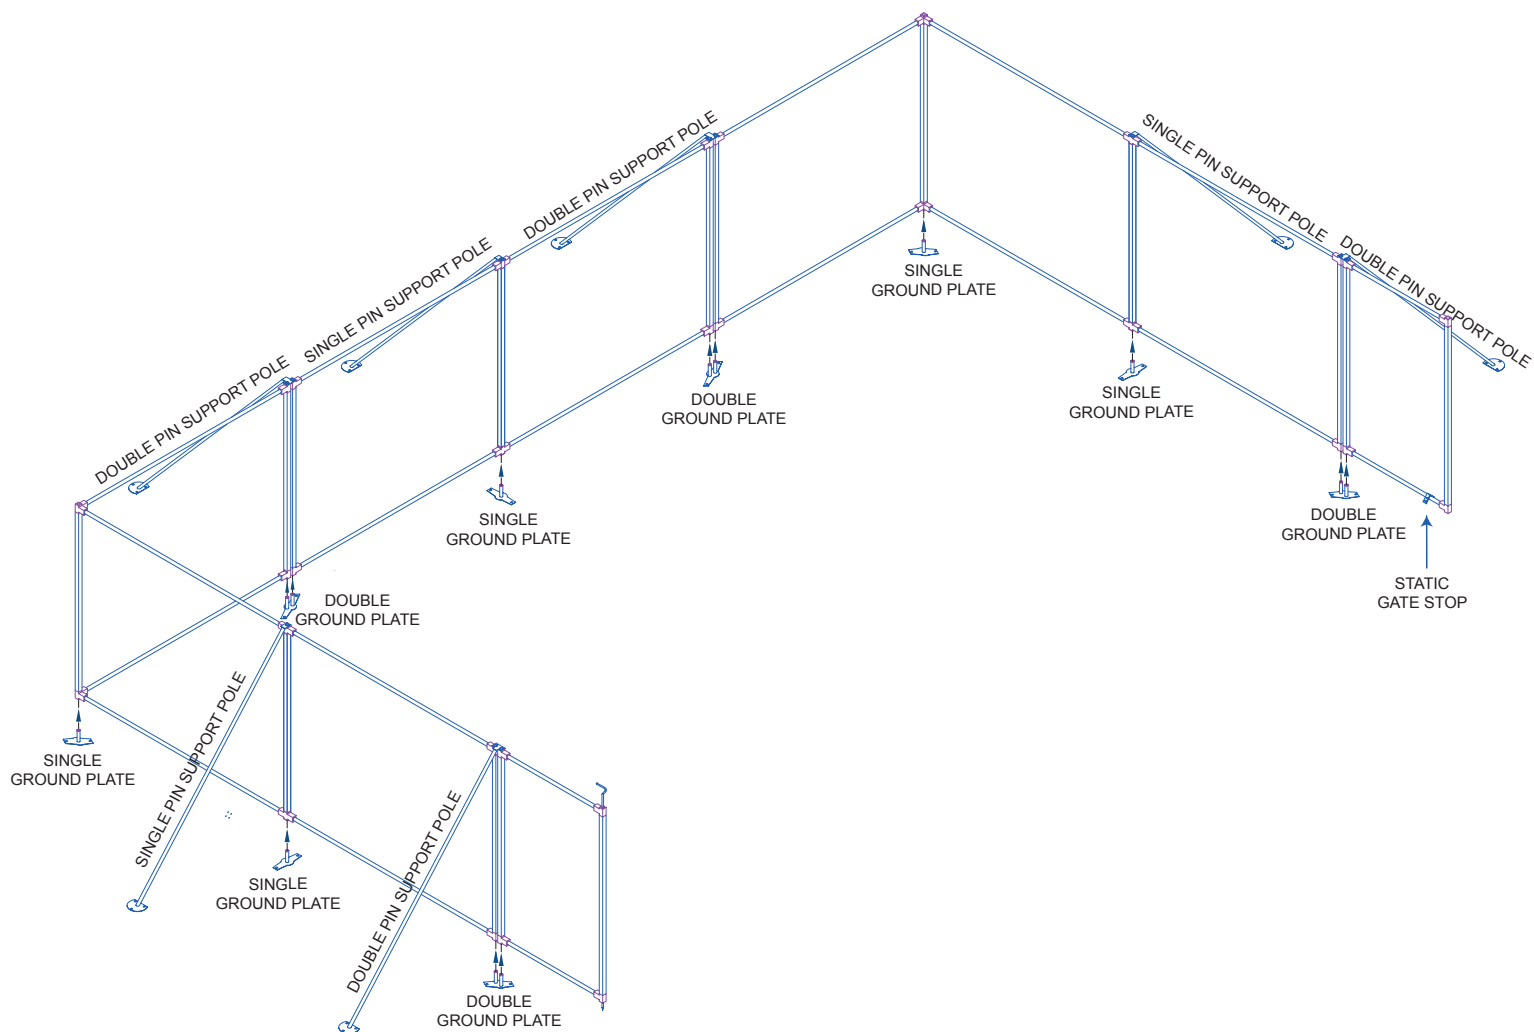 SINGLE PIN SUPPORT POLE
DOUBLE PIN SUPPORT POLE
DOUBLE PIN SUPPORT POLE
SINGLE PIN SUPPORT POLE
DOUBLE PIN SUPPORT POLE
SINGLE
GROUND PLATE
DOUBLE
GROUND PLATE
SINGLE
GROUND PLATE
SINGLE
GROUND PLATE
DOUBLE
GROUND PLATE
STATIC
GATE STOP
DOUBLE
GROUND PLATE
SINGLE PIN SUPPORT POLE
SINGLE
GROUND PLATE
DOUBLE PIN SUPPORT POLE
SINGLE
GROUND PLATE
DOUBLE
GROUND PLATE